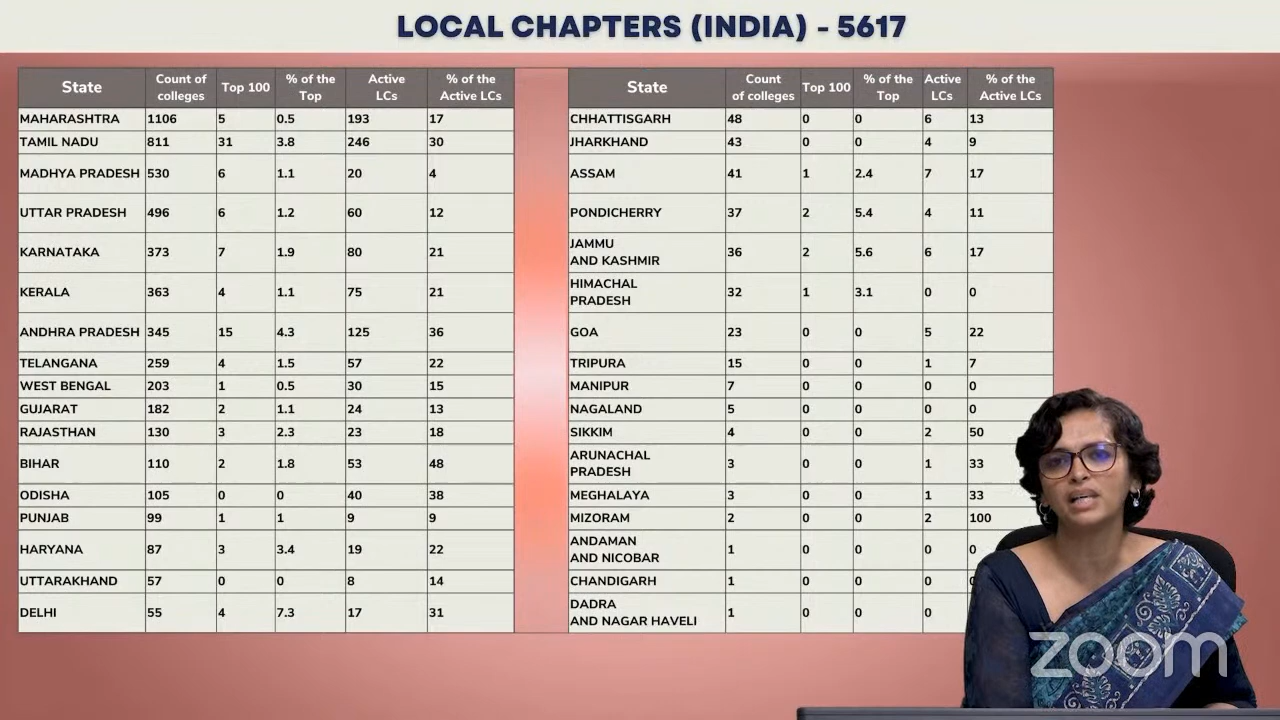 LOCAL CHAPTERS (INDIA) - 5617
State Count of colleges Top 100 % of the Top Active LCs % of the Active LCs
MAHARASHTRA 1106 5 0.5 193 17
TAMIL NADU 811 31 3.8 246 30
MADHYA PRADESH 530 6 1.1 20 4
UTTAR PRADESH 496 6 1.2 60 12
KARNATAKA 373 7 1.9 80 21
KERALA 363 4 1.1 75 21
ANDHRA PRADESH 345 15 4.3 125 36
TELANGANA 259 4 1.5 57 22
WEST BENGAL 203 1 0.5 30 15
GUJARAT 182 2 1.1 24 13
RAJASTHAN 130 3 2.3 23 18
BIHAR 110 2 1.8 53 48
ODISHA 105 0 0 40 38
PUNJAB 99 1 1 9 9
HARYANA 87 3 3.4 19 22
UTTARAKHAND 57 0 0 8 14
DELHI 55 4 7.3 17 31
State Count of colleges Top 100 % of the Top Active LCs % of the Active LCs
CHHATTISGARH 48 0 0 6 13
JHARKHAND 43 0 0 4 9
ASSAM 41 1 2.4 7 17
PONDICHERRY 37 2 5.4 4 11
JAMMU AND KASHMIR 36 2 5.6 6 17
HIMACHAL PRADESH 32 1 3.1 0 0
GOA 23 0 0 5 22
TRIPURA 15 0 0 1 7
MANIPUR 7 0 0 0 0
NAGALAND 5 0 0 0 0
SIKKIM 4 0 0 2 50
ARUNACHAL PRADESH 3 0 0 1 33
MEGHALAYA 3 0 0 1 33
MIZORAM 2 0 0 2 100
ANDAMAN AND NICOBAR 1 0 0 0 0
CHANDIGARH 1 0 0 0 0
DADRA AND NAGAR HAVELI 1 0 0 0
zoom